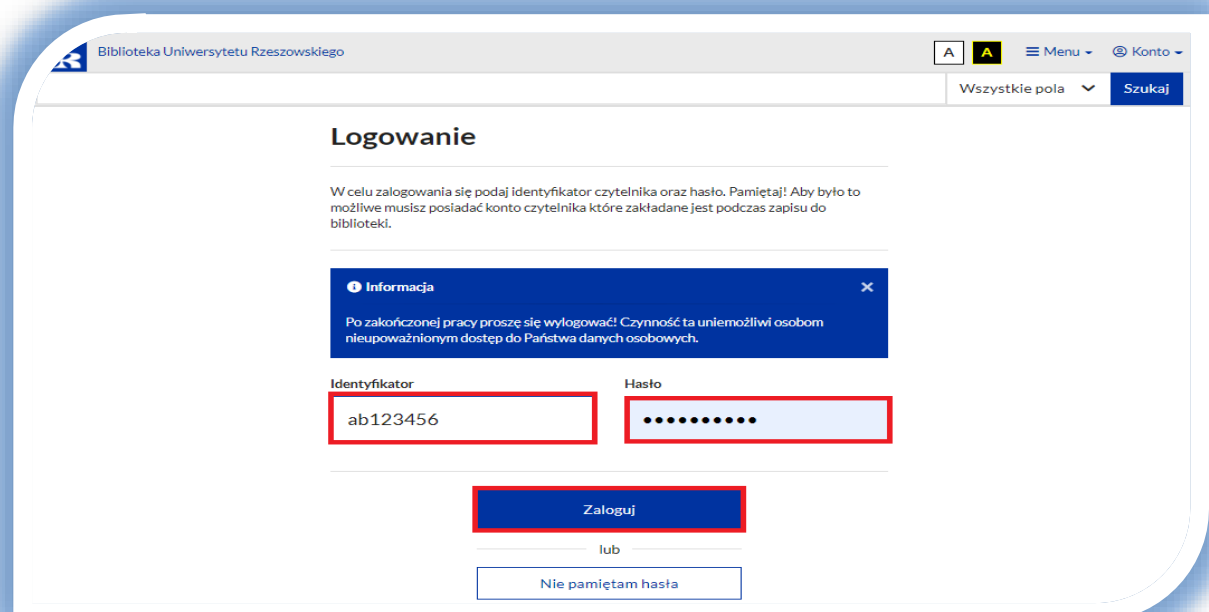 Biblioteka Uniwersytetu Rzeszowskiego
A A Menu Konto
Wszystkie pola Szukaj
Logowanie
W celu zalogowania się podaj identyfikator czytelnika oraz hasło. Pamiętaj! Aby było to
możliwe musisz posiadać konto czytelnika które zakładane jest podczas zapisu do
biblioteki.
Informacja
Po zakończonej pracy proszę się wylogować! Czynność ta uniemożliwi osobom
nieupoważnionym dostęp do Państwa danych osobowych.
Identyfikator Hasło
ab123456 ••••••••••
Zaloguj
lub
Nie pamiętam hasła